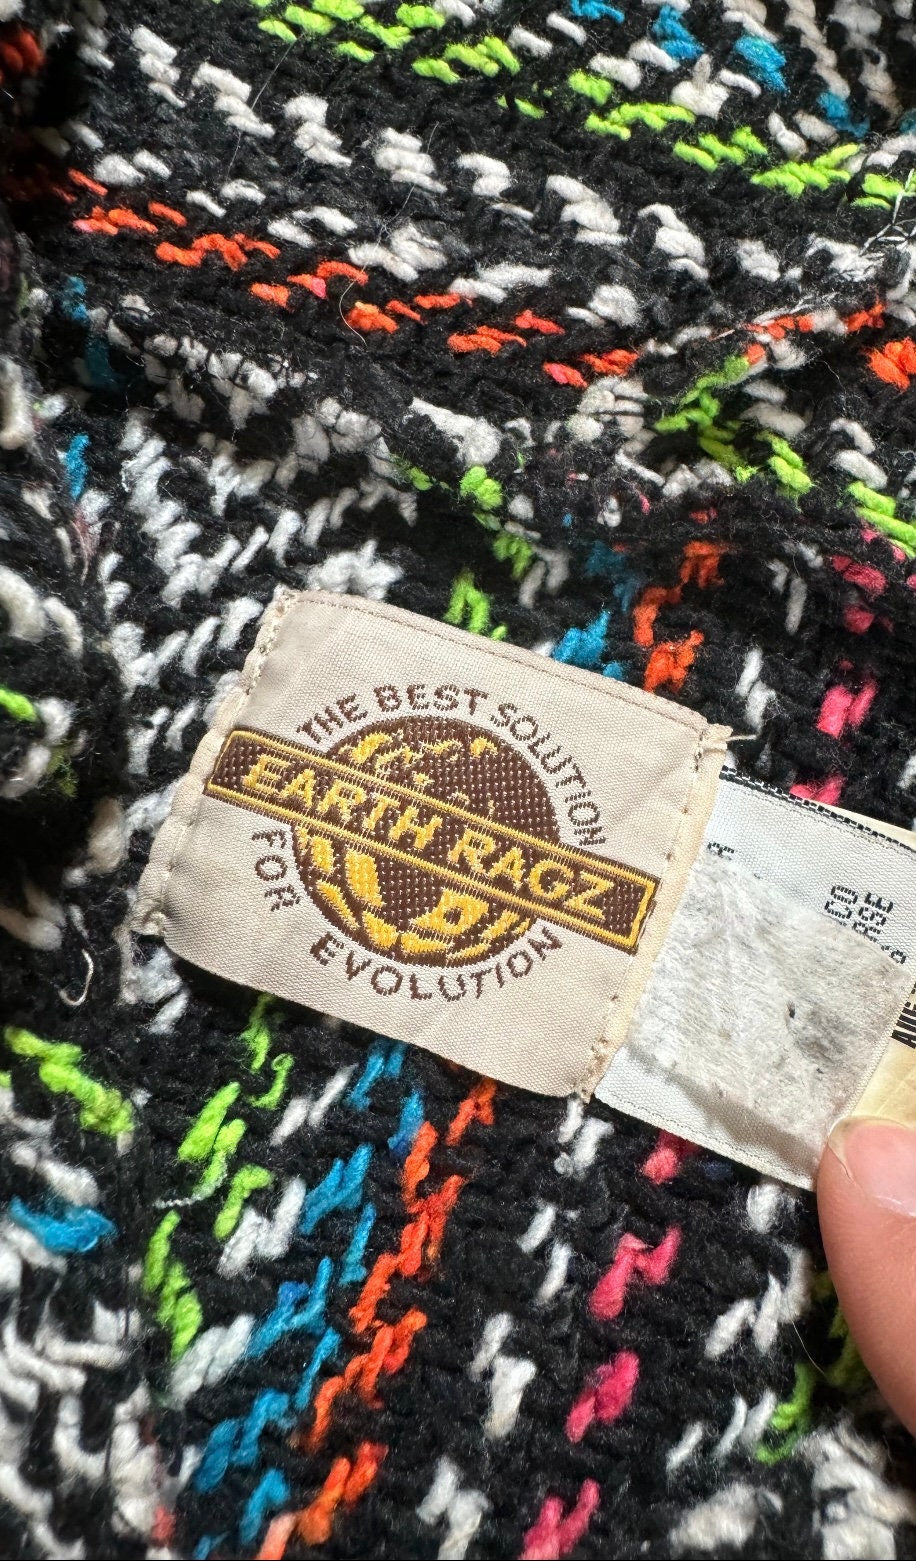 THE BEST SOLUTION
EARTH RAGZ
FOR
EVOLUTION